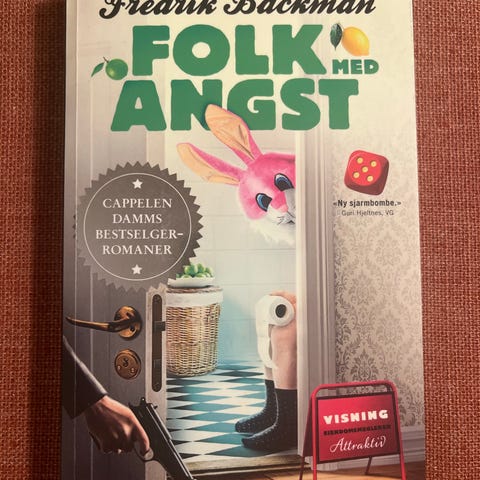 Fredrik Backman
FOLK
MED
ANGST
CAPPELEN
DAMMS
BESTSELGER-
ROMANER
«Ny sjarmbombe.»
Guri Hjeltnes, VG
VISNING
EIENDOMSMEGLEREN
Attraktiv